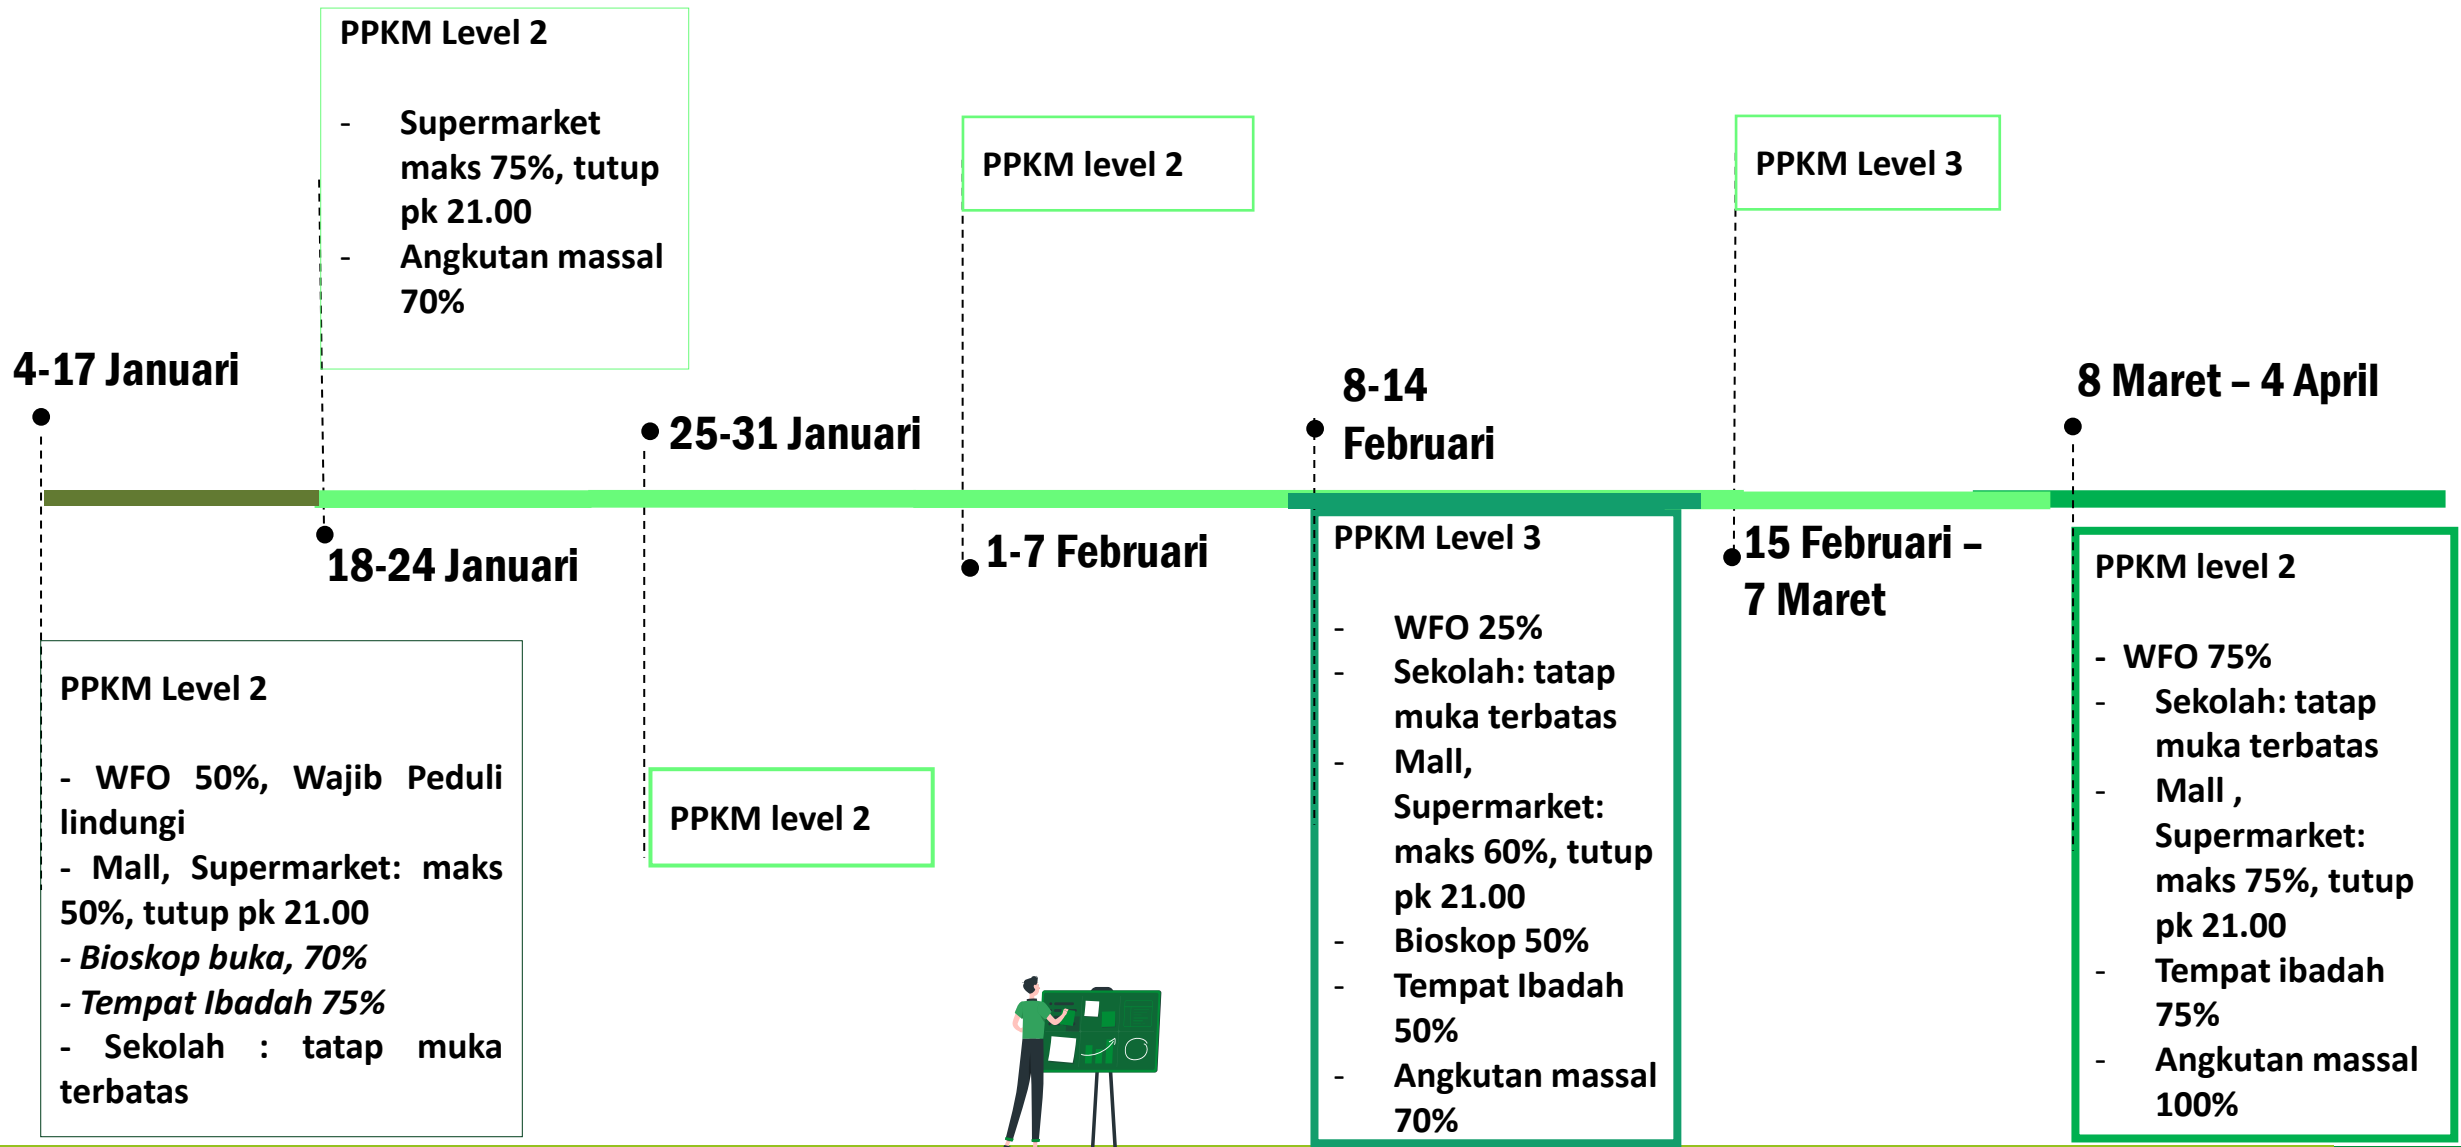 4-17 Januari
PPKM Level 2
- WFO 50%, Wajib Peduli
lindungi
- Mall, Supermarket: maks
50%, tutup pk 21.00
- Bioskop buka, 70%
- Tempat Ibadah 75%
- Sekolah : tatap muka
terbatas
PPKM Level 2
- Supermarket
maks 75%, tutup
pk 21.00
- Angkutan massal
70%
18-24 Januari
25-31 Januari
PPKM level 2
PPKM level 2
1-7 Februari
8-14
Februari
PPKM Level 3
- WFO 25%
- Sekolah: tatap
muka terbatas
- Mall,
Supermarket:
maks 60%, tutup
pk 21.00
- Bioskop 50%
- Tempat Ibadah
50%
- Angkutan massal
70%
PPKM Level 3
15 Februari –
7 Maret
8 Maret – 4 April
PPKM level 2
- WFO 75%
- Sekolah: tatap
muka terbatas
- Mall ,
Supermarket:
maks 75%, tutup
pk 21.00
- Tempat ibadah
75%
- Angkutan massal
100%